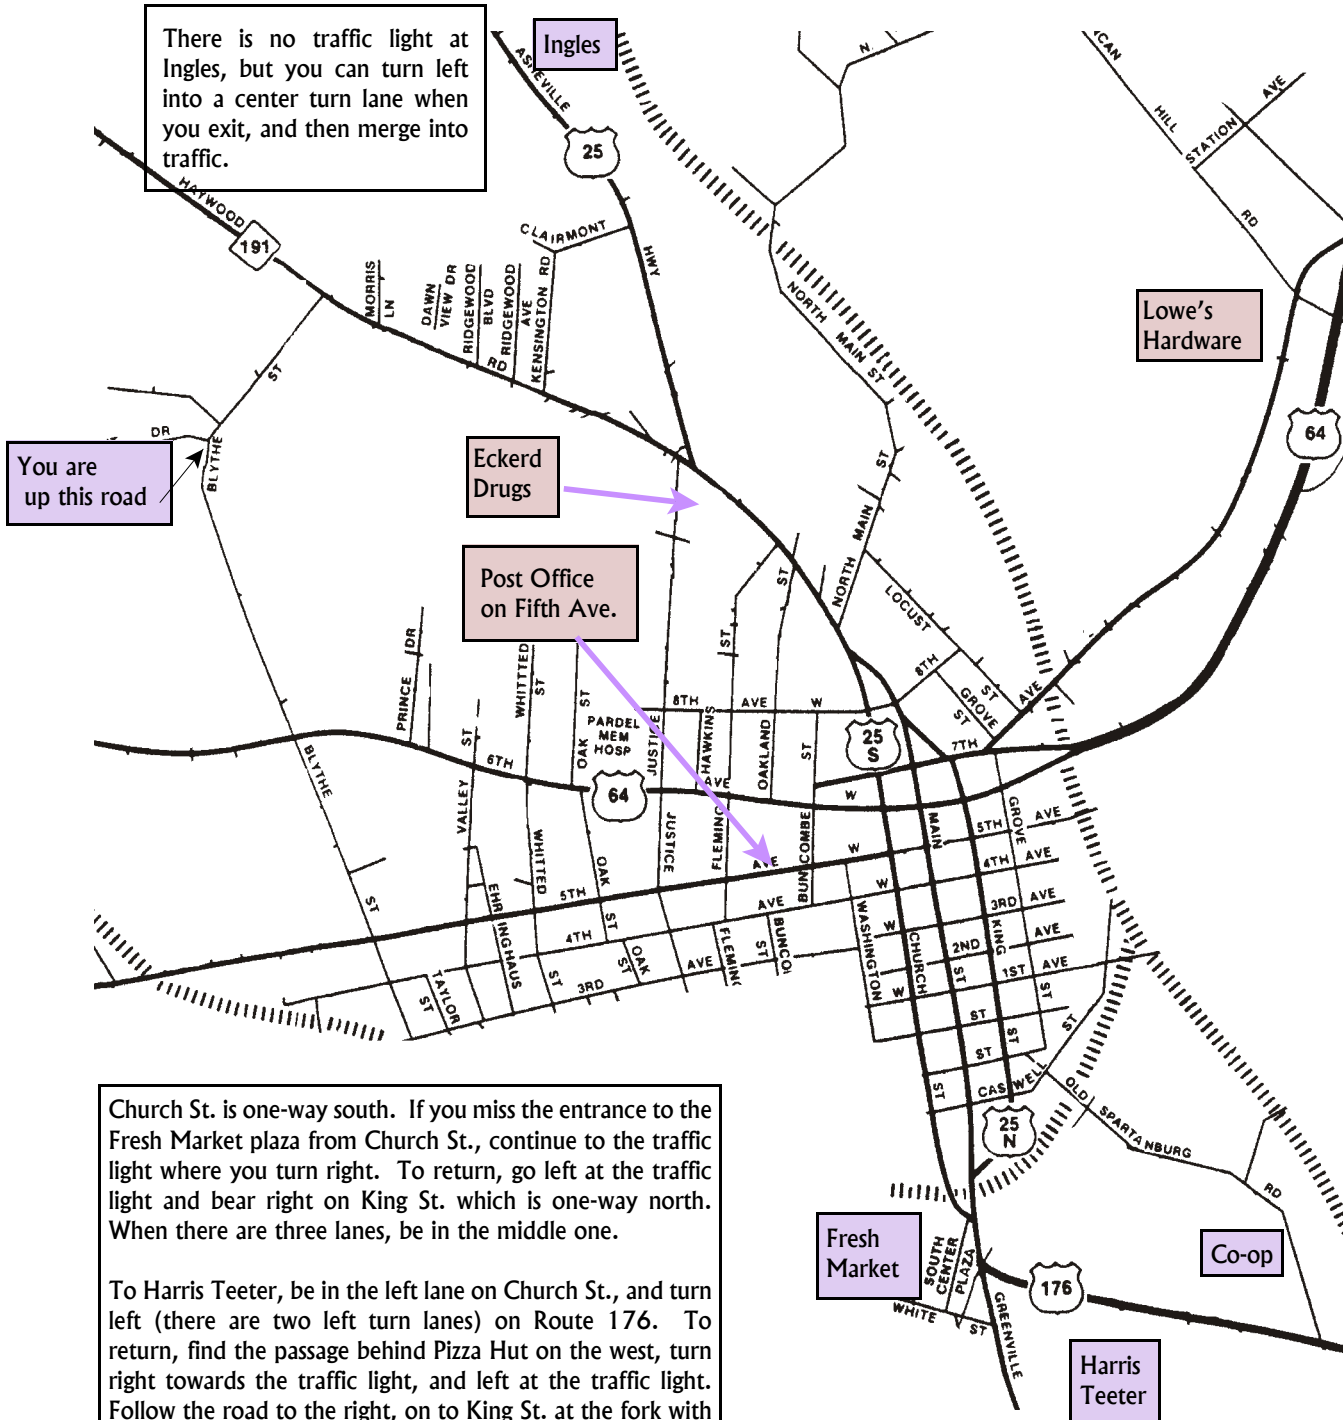 There is no traffic light at
Ingles, but you can turn left
into a center turn lane when
you exit, and then merge into
traffic.
Ingles
ASHEVILLE
25
HWY
N.
HILL
RD
STATION
AVE
HAYWOOD
191
RD
CLAIRMONT
MORRIS
LN
DAWN
VIEW DR
RIDGEWOOD
BLVD
RIDGEWOOD
AVE
KENSINGTON RD
NORTH
MAIN
ST
Lowe's
Hardware
64
ST
DR
BLYTHE
You are
up this road
Eckerd
Drugs
NORTH MAIN
ST
ST
LOCUST
ST
Post Office
on Fifth Ave.
PRINCE
DR
WHITTTED
ST
OAK
ST
PARDEL
MEM
HOSP
JUSTICE
ST
8TH
AVE
W
8TH
GROVE
ST
AVE
HAWKINS
OAKLAND
ST
25
S
7TH
VALLEY
ST
6TH
64
AVE
W
BLYTHE
ST
WHITTED
ST
OAK
ST
JUSTICE
FLEMING
BUNCOMBE
MAIN
GROVE
5TH
AVE
W
5TH
AVE
EHRINGHAUS
4TH
AVE
W
4TH
AVE
TAYLOR
ST
3RD
OAK
ST
AVE
FLEMING
ST
BUNCO
WASHINGTON
W
CHURCH
3RD
AVE
2ND
KING
AVE
W
ST
1ST
AVE
ST
ST
ST
ST
ST
ST
CASWELL
25
N
OLD
SPARTANBURG
RD
Church St. is one-way south. If you miss the entrance to the
Fresh Market plaza from Church St., continue to the traffic
light where you turn right. To return, go left at the traffic
light and bear right on King St. which is one-way north.
When there are three lanes, be in the middle one.
To Harris Teeter, be in the left lane on Church St., and turn
left (there are two left turn lanes) on Route 176. To
return, find the passage behind Pizza Hut on the west, turn
right towards the traffic light, and left at the traffic light.
Follow the road to the right, on to King St. at the fork with
Fresh
Market
SOUTH
CENTER
PLAZA
WHITE
ST
GREENVILLE
176
Co-op
Harris
Teeter